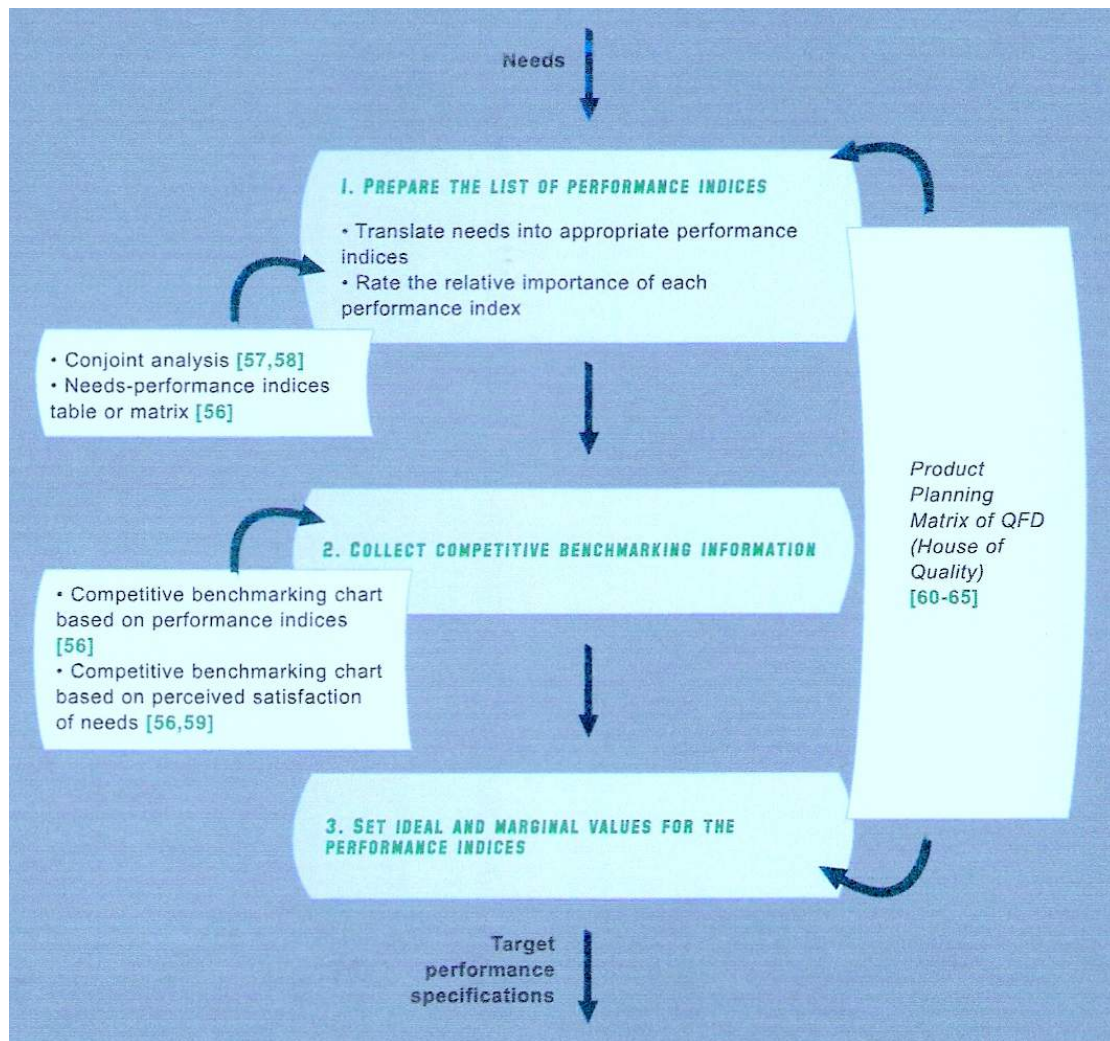 Needs
1. PREPARE THE LIST OF PERFORMANCE INDICES
• Translate needs into appropriate performance
indices
• Rate the relative importance of each
performance index
• Conjoint analysis [57,58]
• Needs-performance indices
table or matrix [56]
2. COLLECT COMPETITIVE BENCHMARKING INFORMATION
• Competitive benchmarking chart
based on performance indices
[56]
• Competitive benchmarking chart
based on perceived satisfaction
of needs [56,59]
Product
Planning
Matrix of QFD
(House of
Quality)
[60-65]
3. SET IDEAL AND MARGINAL VALUES FOR THE
PERFORMANCE INDICES
Target
performance
specifications